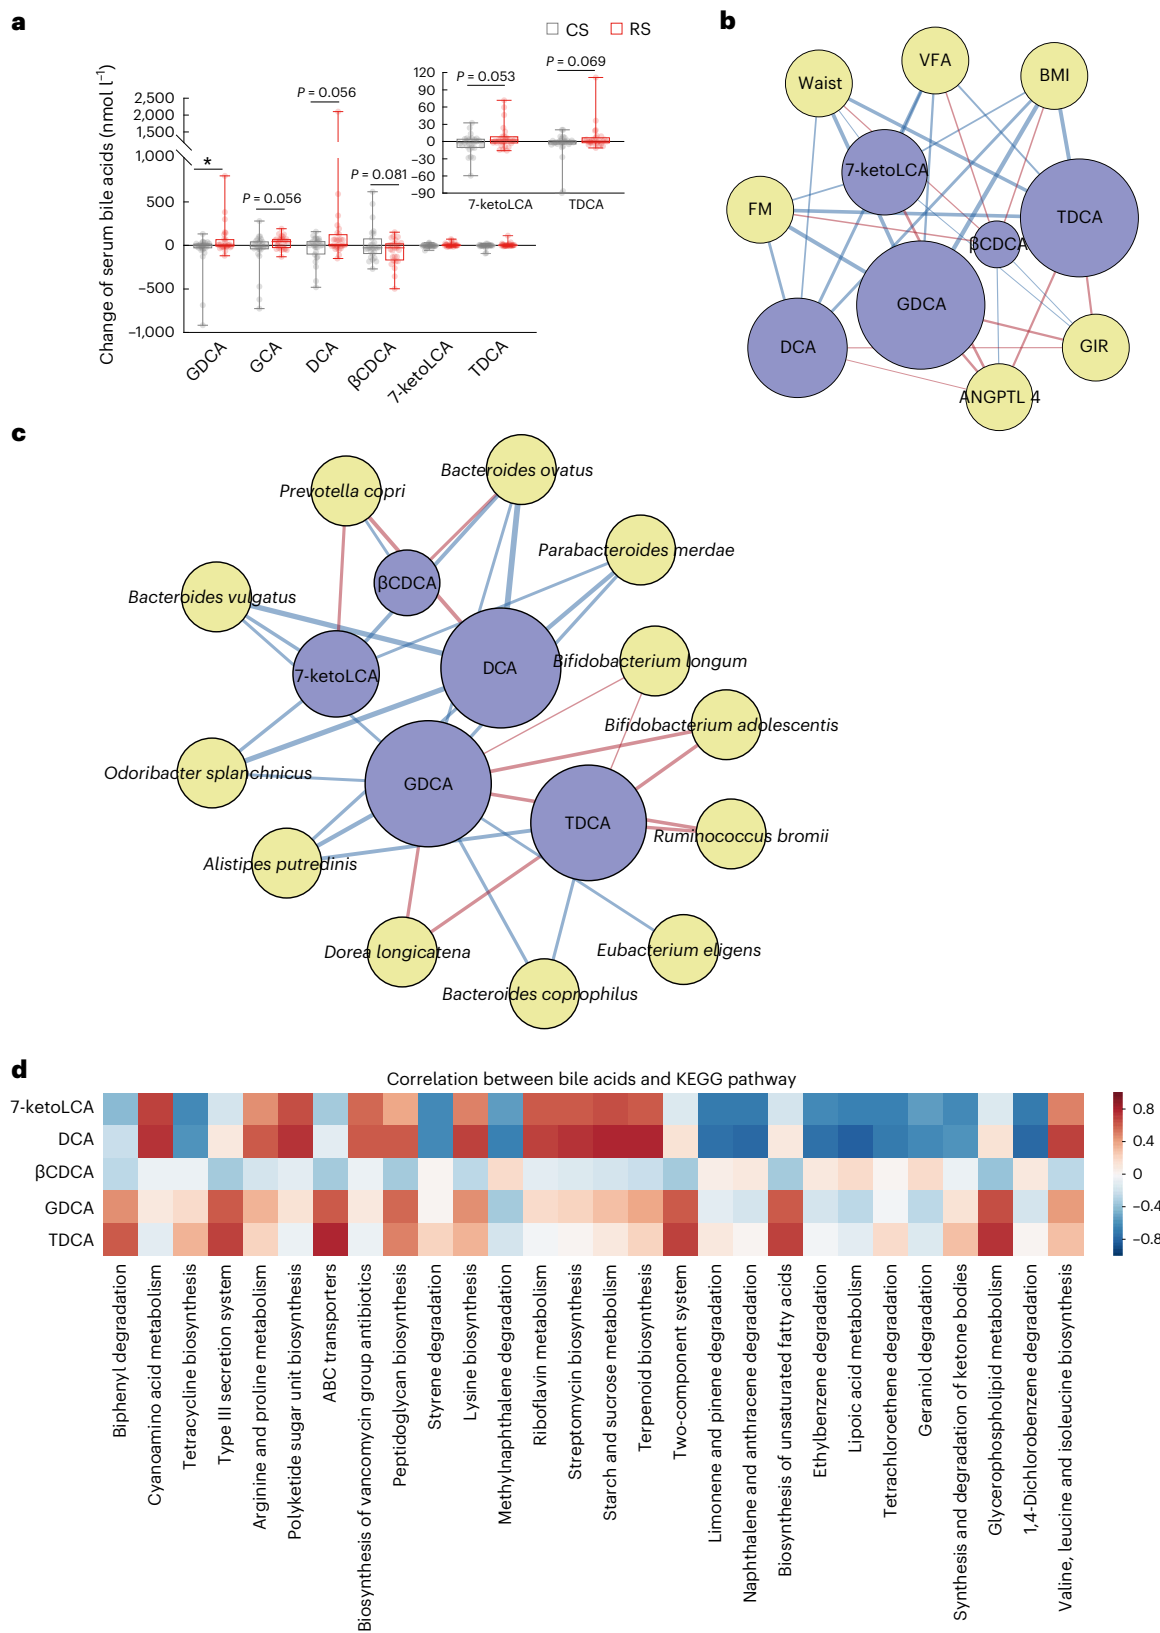 a
CS RS
Change of serum bile acids (nmol l⁻¹)
2,500
2,000
1,500
1,000
500
0
−500
−1,000
*
P = 0.056
P = 0.056
P = 0.081
GDCA
GCA
DCA
βCDCA
7-ketoLCA
TDCA
120
90
60
30
0
−30
−60
−90
P = 0.053
P = 0.069
7-ketoLCA
TDCA
b
Waist
VFA
BMI
7-ketoLCA
FM
TDCA
βCDCA
GDCA
DCA
GIR
ANGPTL 4
c
Prevotella copri
Bacteroides ovatus
Parabacteroides merdae
βCDCA
Bacteroides vulgatus
7-ketoLCA
DCA
Bifidobacterium longum
Bifidobacterium adolescentis
Odoribacter splanchnicus
GDCA
TDCA
Ruminococcus bromii
Alistipes putredinis
Dorea longicatena
Eubacterium eligens
Bacteroides coprophilus
d
Correlation between bile acids and KEGG pathway
7-ketoLCA
DCA
βCDCA
GDCA
TDCA
0.8
0.4
0
−0.4
−0.8
Biphenyl degradation
Cyanoamino acid metabolism
Tetracycline biosynthesis
Type III secretion system
Arginine and proline metabolism
Polyketide sugar unit biosynthesis
ABC transporters
Biosynthesis of vancomycin group antibiotics
Peptidoglycan biosynthesis
Styrene degradation
Lysine biosynthesis
Methylnaphthalene degradation
Riboflavin metabolism
Streptomycin biosynthesis
Starch and sucrose metabolism
Terpenoid biosynthesis
Two-component system
Limonene and pinene degradation
Naphthalene and anthracene degradation
Biosynthesis of unsaturated fatty acids
Ethylbenzene degradation
Lipoic acid metabolism
Tetrachloroethene degradation
Geraniol degradation
Synthesis and degradation of ketone bodies
Glycerophospholipid metabolism
1,4-Dichlorobenzene degradation
Valine, leucine and isoleucine biosynthesis